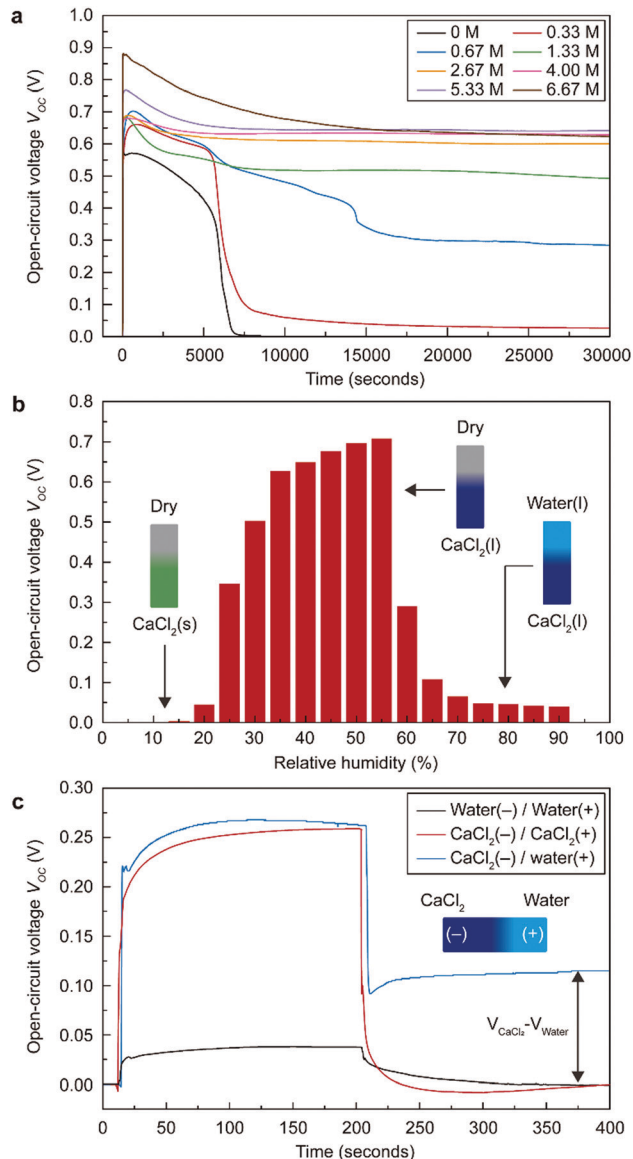 a
Open-circuit voltage VOC (V)
1.0
0.9
0.8
0.7
0.6
0.5
0.4
0.3
0.2
0.1
0.0
0 M 0.33 M
0.67 M 1.33 M
2.67 M 4.00 M
5.33 M 6.67 M
0 5000 10000 15000 20000 25000 30000
Time (seconds)
b
Open-circuit voltage VOC (V)
0.8
0.7
0.6
0.5
0.4
0.3
0.2
0.1
0.0
Dry
CaCl2(s)
Dry
CaCl2(l)
Water(l)
CaCl2(l)
0 10 20 30 40 50 60 70 80 90 100
Relative humidity (%)
c
Open-circuit voltage VOC (V)
0.30
0.25
0.20
0.15
0.10
0.05
0.00
Water(–) / Water(+)
CaCl2(–) / CaCl2(+)
CaCl2(–) / water(+)
CaCl2 Water
(–) (+)
VCaCl2-VWater
0 50 100 150 200 250 300 350 400
Time (seconds)